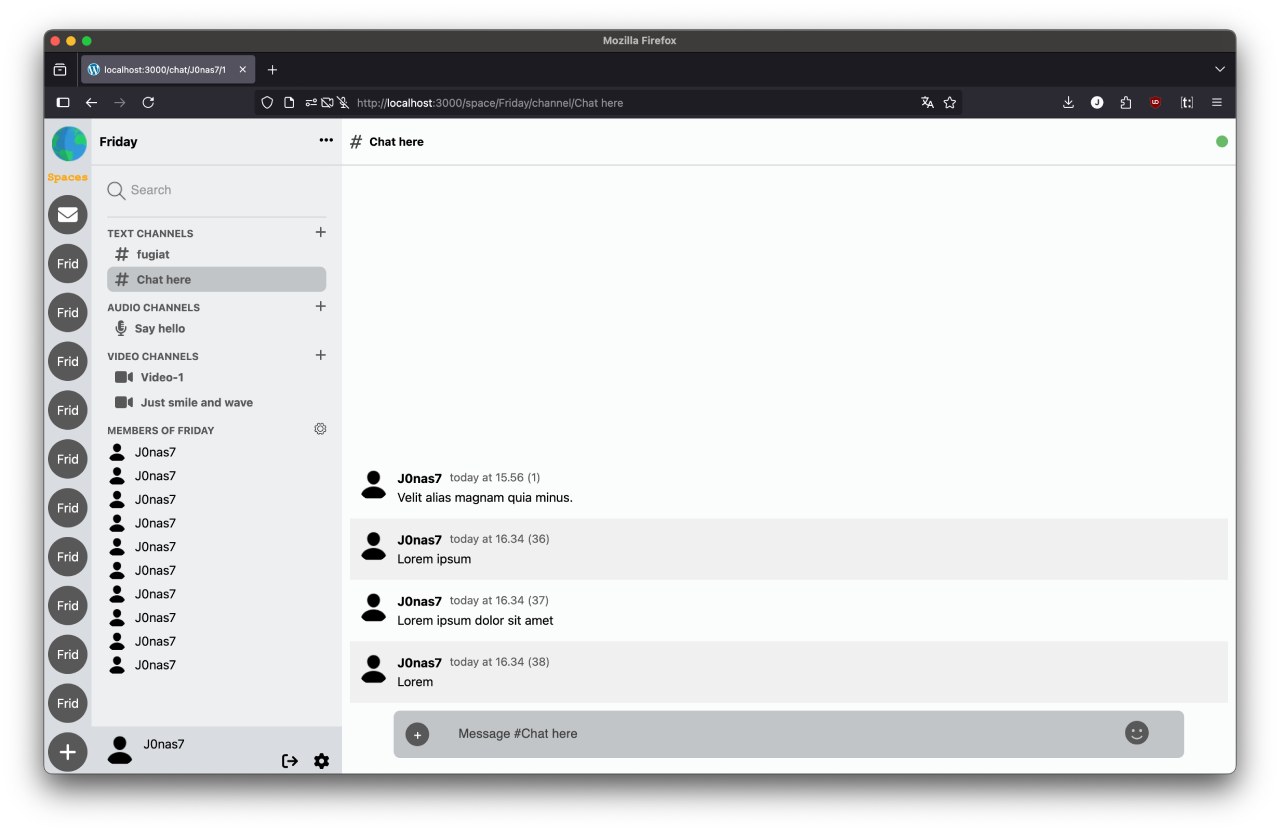 Mozilla Firefox
localhost:3000/chat/J0nas7/1
http://localhost:3000/space/Friday/channel/Chat here
J
UD
[t:]
Friday
# Chat here
Spaces
Search
TEXT CHANNELS
# fugiat
# Chat here
AUDIO CHANNELS
Say hello
VIDEO CHANNELS
Video-1
Just smile and wave
MEMBERS OF FRIDAY
J0nas7
J0nas7
J0nas7
J0nas7
J0nas7
J0nas7
J0nas7
J0nas7
J0nas7
J0nas7
Frid
Frid
Frid
Frid
Frid
Frid
Frid
Frid
Frid
Frid
J0nas7
J0nas7 today at 15.56 (1)
Velit alias magnam quia minus.
J0nas7 today at 16.34 (36)
Lorem ipsum
J0nas7 today at 16.34 (37)
Lorem ipsum dolor sit amet
J0nas7 today at 16.34 (38)
Lorem
Message #Chat here